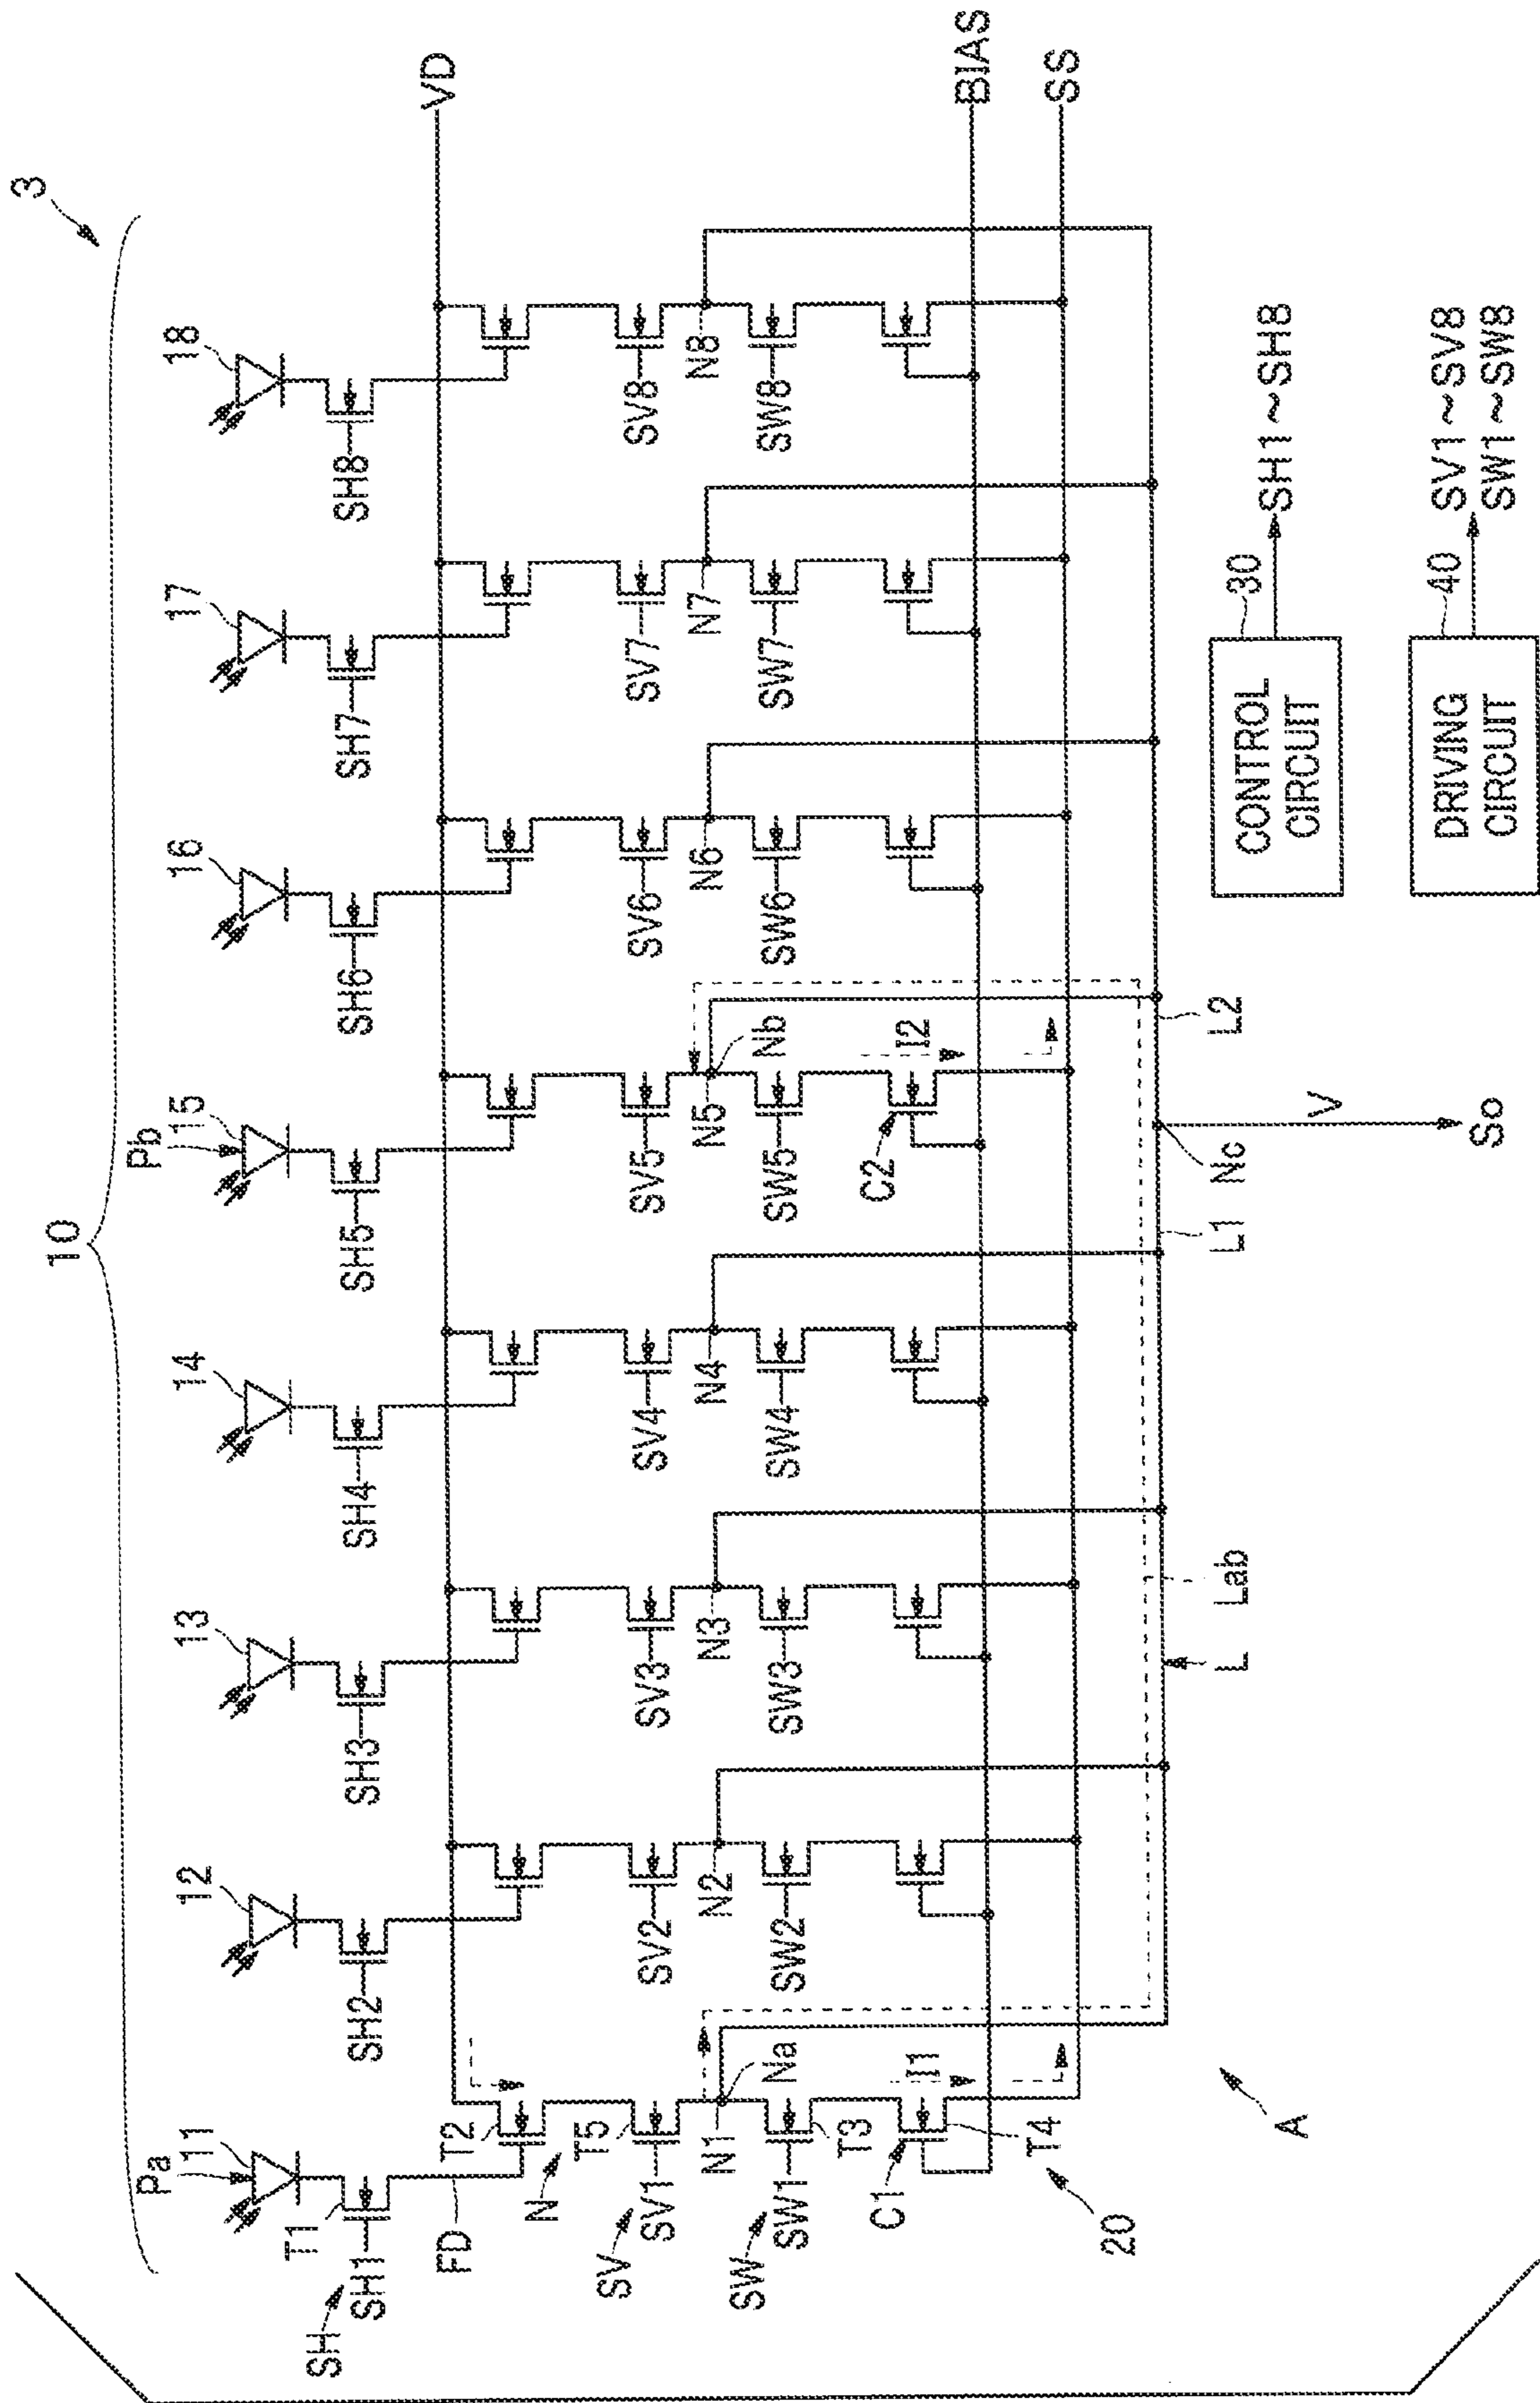 3
10
Pa
11
12
13
14
Pb
15
16
17
18
T1
SH
SH1
SH2
SH3
SH4
SH5
SH6
SH7
SH8
VD
FD
T2
N
T5
SV
SV1
SV2
SV3
SV4
SV5
SV6
SV7
SV8
N1
Na
N2
N3
N4
N5
Nb
N6
N7
N8
SW
SW1
T3
SW2
SW3
SW4
SW5
SW6
SW7
SW8
C1
I1
C2
I2
BIAS
T4
SS
20
A
L
Lab
L1
Nc
L2
V
So
CONTROL
CIRCUIT
30
SH1~SH8
DRIVING
CIRCUIT
40
SV1~SV8
SW1~SW8